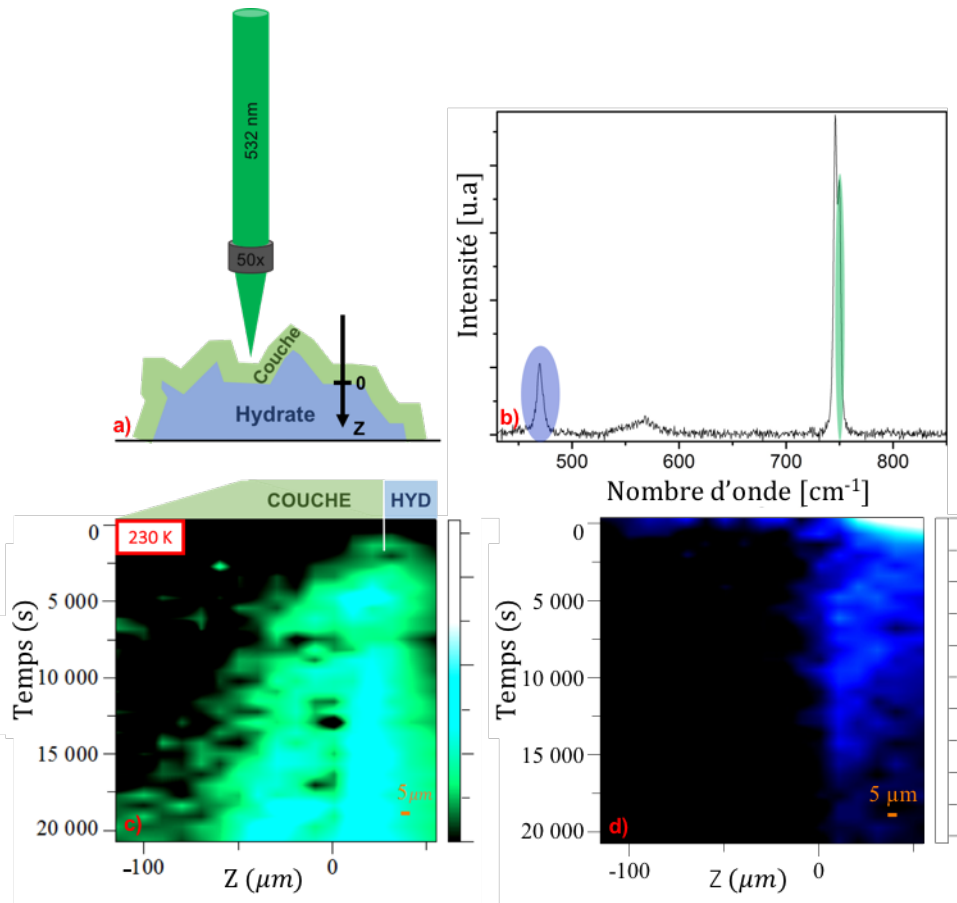 532 nm
50x
Couche
0
Hydrate
Z
a)
Intensité [u.a]
b)
500
600
700
800
Nombre d'onde [cm⁻¹]
COUCHE
HYD
230 K
0
5 000
10 000
15 000
20 000
Temps (s)
5 μm
c)
-100
0
Z (μm)
0
5 000
10 000
15 000
20 000
Temps (s)
5 μm
d)
-100
0
Z (μm)